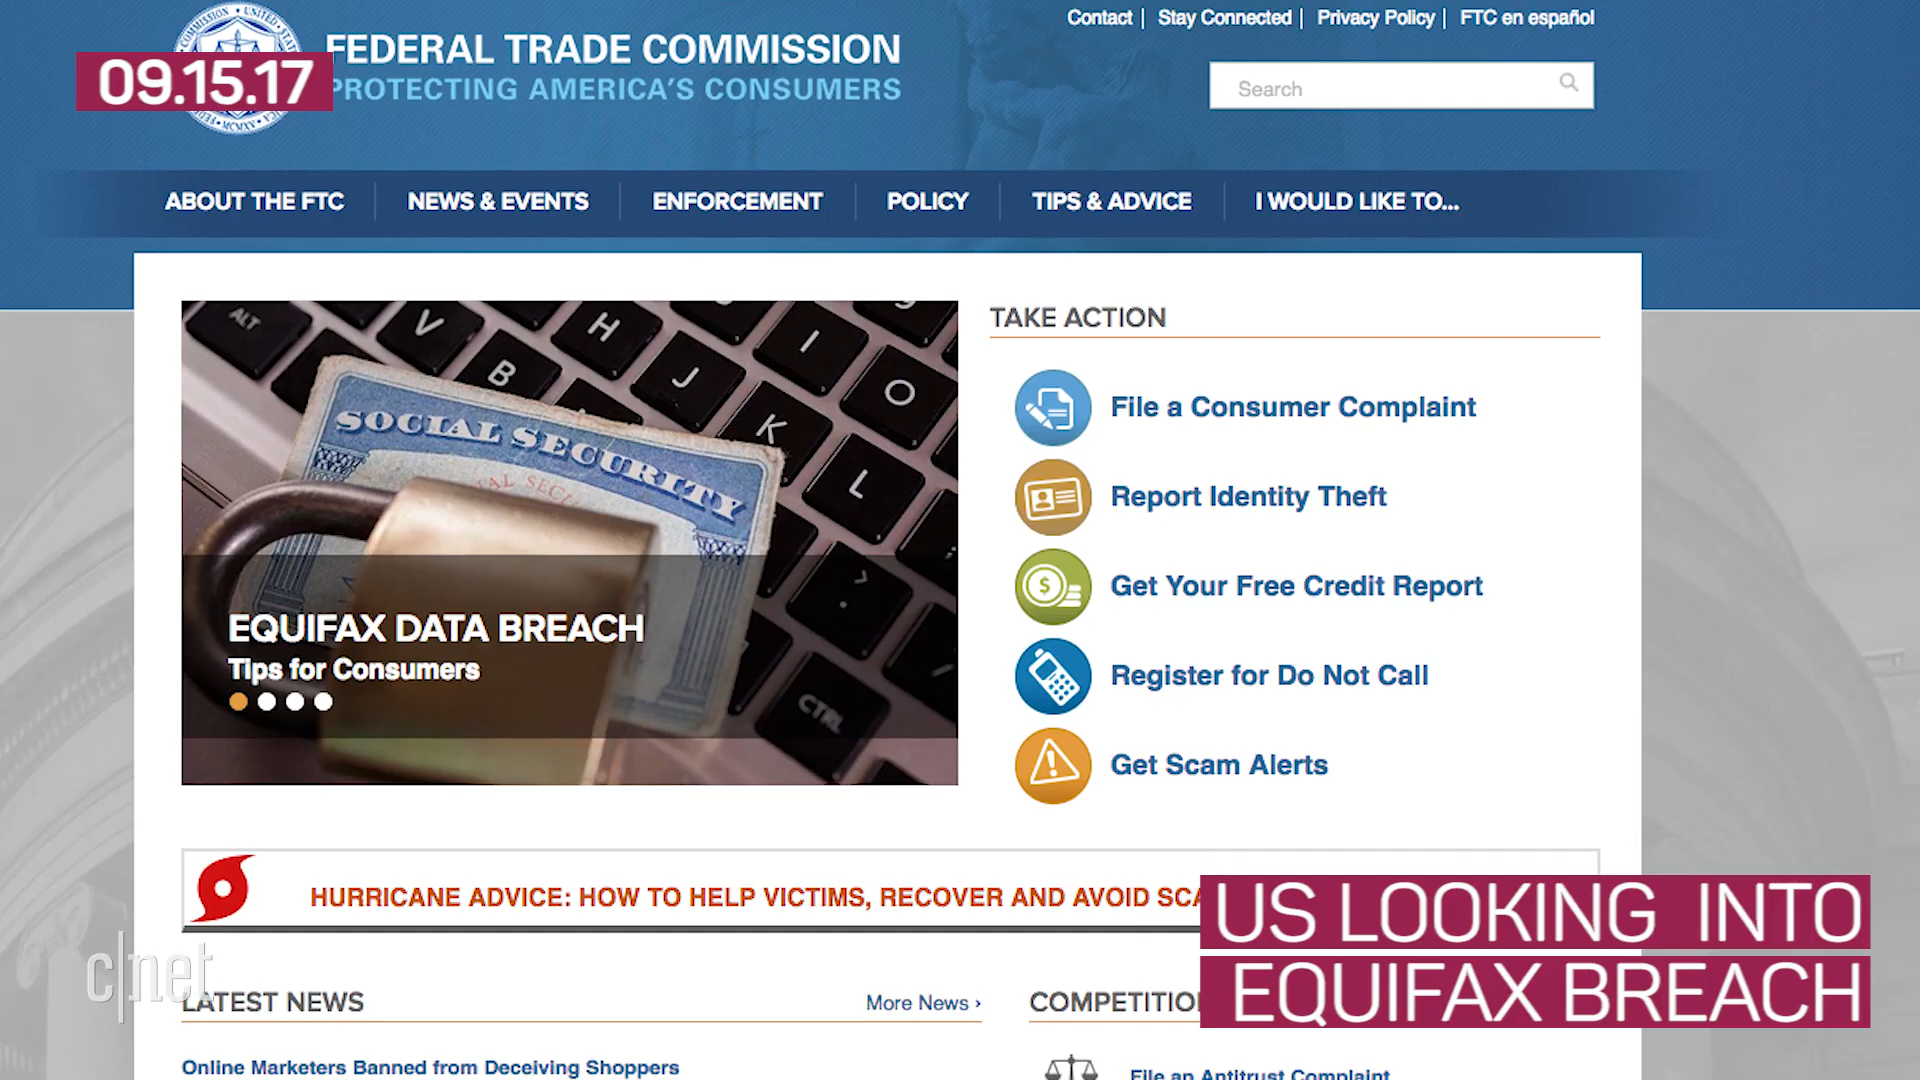 Contact | Stay Connected | Privacy Policy | FTC en español
FEDERAL TRADE COMMISSION
PROTECTING AMERICA'S CONSUMERS
09.15.17
Search
ABOUT THE FTC
NEWS & EVENTS
ENFORCEMENT
POLICY
TIPS & ADVICE
I WOULD LIKE TO...
ALT V H I 9
B J O
K
L
CTRL
SOCIAL SECURITY
EQUIFAX DATA BREACH
Tips for Consumers
TAKE ACTION
File a Consumer Complaint
Report Identity Theft
Get Your Free Credit Report
Register for Do Not Call
Get Scam Alerts
HURRICANE ADVICE: HOW TO HELP VICTIMS, RECOVER AND AVOID
US LOOKING INTO
EQUIFAX BREACH
c|net
LATEST NEWS
More News ›
Online Marketers Banned from Deceiving Shoppers
File an Antitrust Complaint